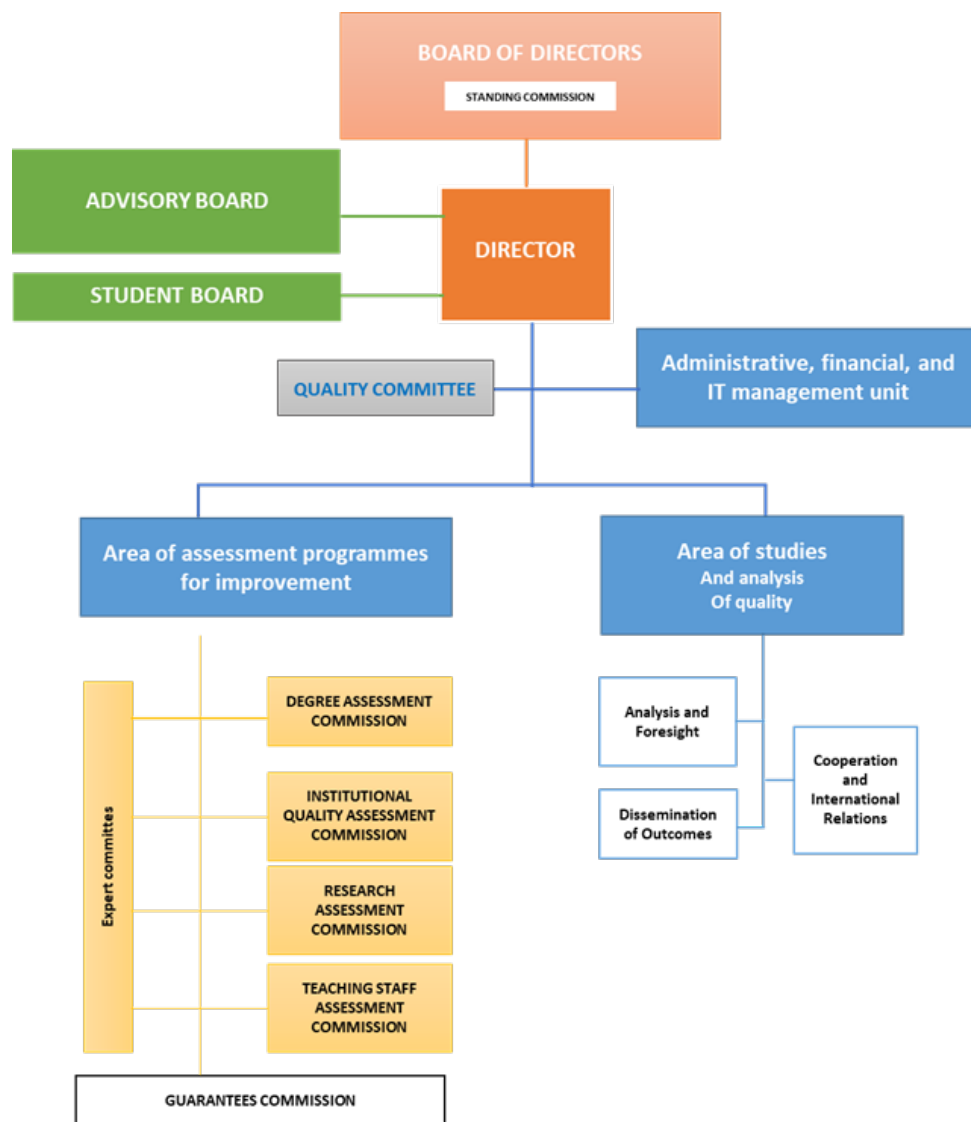 BOARD OF DIRECTORS
STANDING COMMISSION
ADVISORY BOARD
DIRECTOR
STUDENT BOARD
QUALITY COMMITTEE
Administrative, financial, and
IT management unit
Area of assessment programmes
for improvement
Area of studies
And analysis
Of quality
Expert committes
DEGREE ASSESSMENT
COMMISSION
INSTITUTIONAL
QUALITY ASSESSMENT
COMMISSION
RESEARCH
ASSESSMENT
COMMISSION
TEACHING STAFF
ASSESSMENT
COMMISSION
GUARANTEES COMMISSION
Analysis and
Foresight
Dissemination
of Outcomes
Cooperation
and
International
Relations